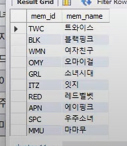 Result Grid Filter Row
mem_id mem_name
TWC 트와이스
BLK 블랙핑크
WMN 여자친구
OMY 오마이걸
GRL 소녀시대
ITZ 잇지
RED 레드벨벳
APN 에이핑크
SPC 우주소녀
MMU 마마무